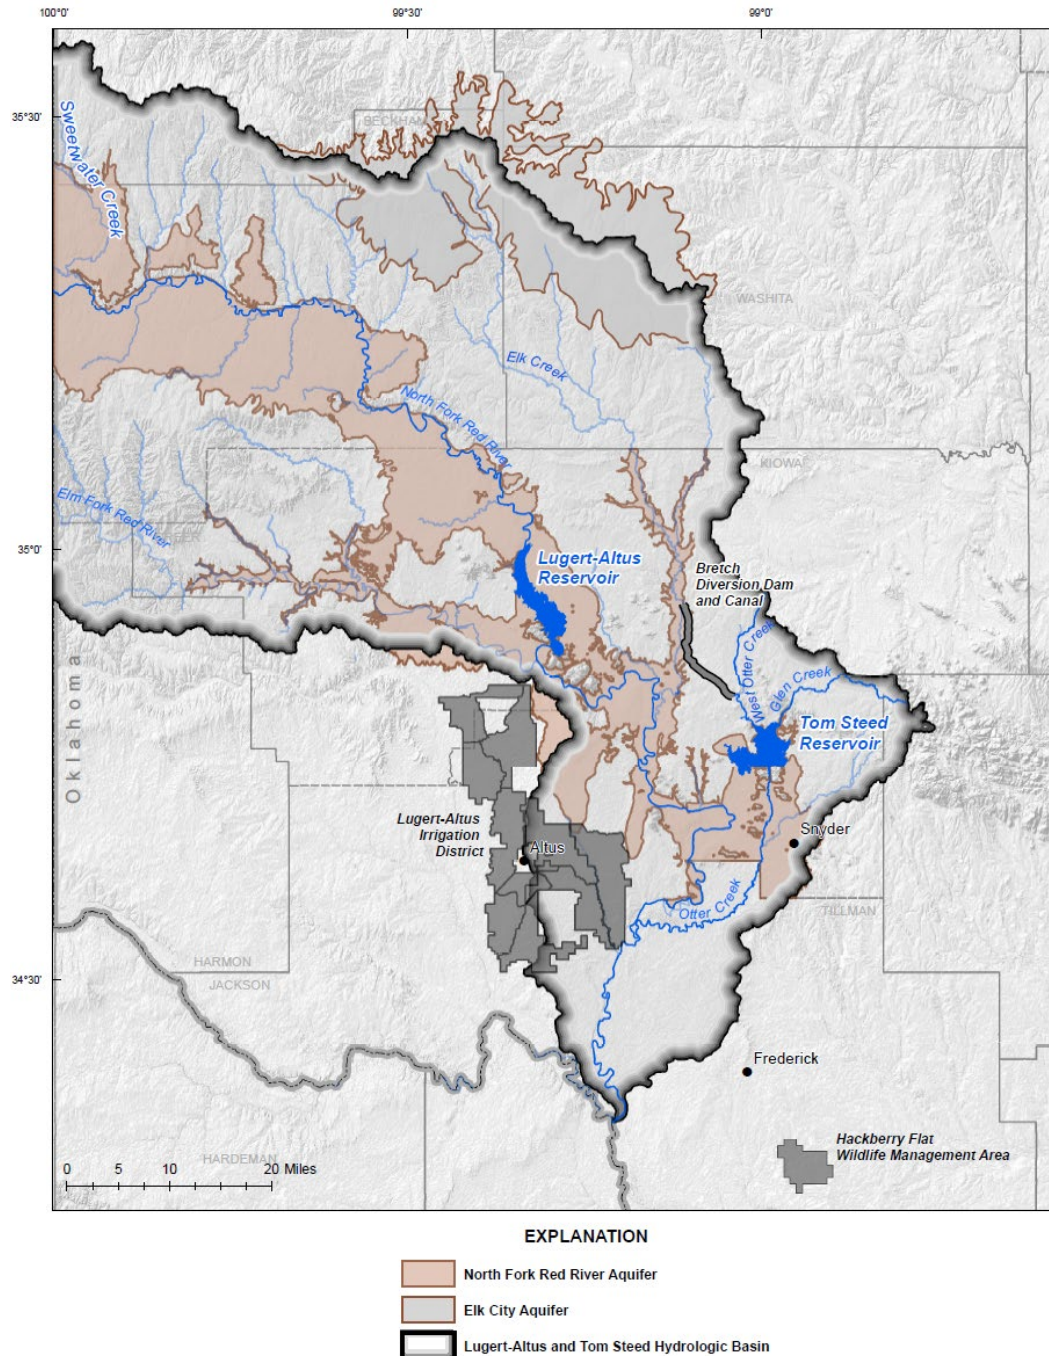 100°0'
99°30'
99°0'
35°30'
Sweetwater Creek
BECKHAM
WASHITA
Elk Creek
North Fork Red River
KIOWA
Elm Fork Red River
35°0'
Lugert-Altus
Reservoir
Bretch
Diversion Dam
and Canal
West Otter Creek
Glen Creek
Oklahoma
Tom Steed
Reservoir
Lugert-Altus
Irrigation
District
Altus
Snyder
Otter Creek
TILLMAN
34°30'
HARMON
JACKSON
Frederick
HARDEMAN
Hackberry Flat
Wildlife Management Area
0 5 10 20 Miles
EXPLANATION
North Fork Red River Aquifer
Elk City Aquifer
Lugert-Altus and Tom Steed Hydrologic Basin